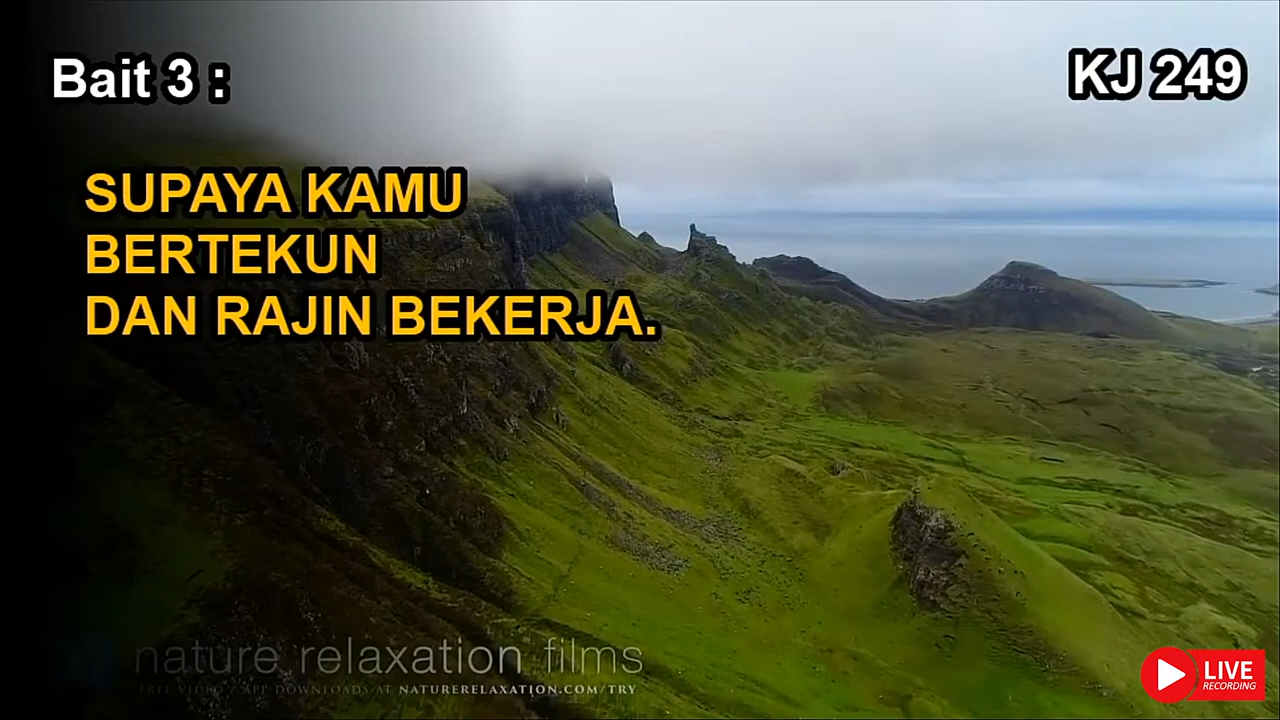 Bait 3 :
KJ 249
SUPAYA KAMU
BERTEKUN
DAN RAJIN BEKERJA.
nature relaxation films
FREE VIDEO / APP DOWNLOADS AT NATURERELAXATION.COM/TRY
LIVE
RECORDING